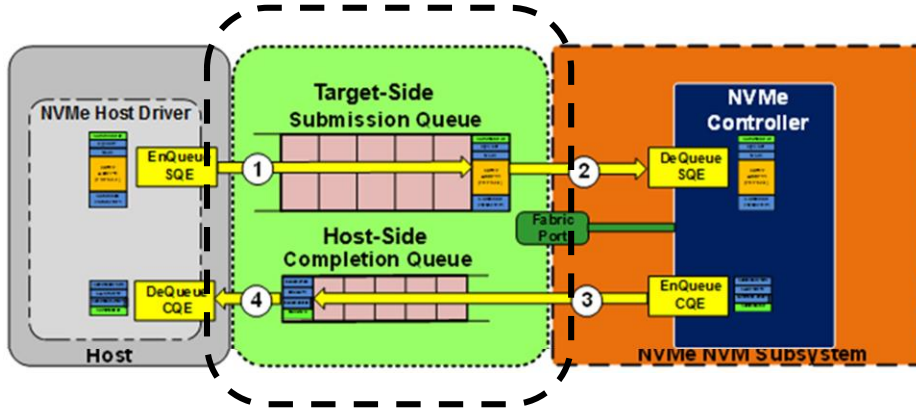 NVMe Host Driver
EnQueue
SQE
1
Target-Side
Submission Queue
2
NVMe
Controller
DeQueue
SQE
Fabric
Port
Host-Side
Completion Queue
DeQueue
CQE
4
3
EnQueue
CQE
Host
NVMe NVM Subsystem